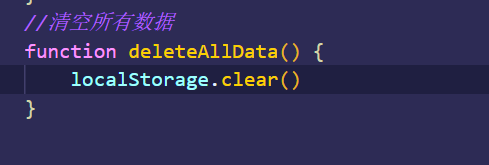 //清空所有数据
function deleteAllData() {
    localStorage.clear()
}